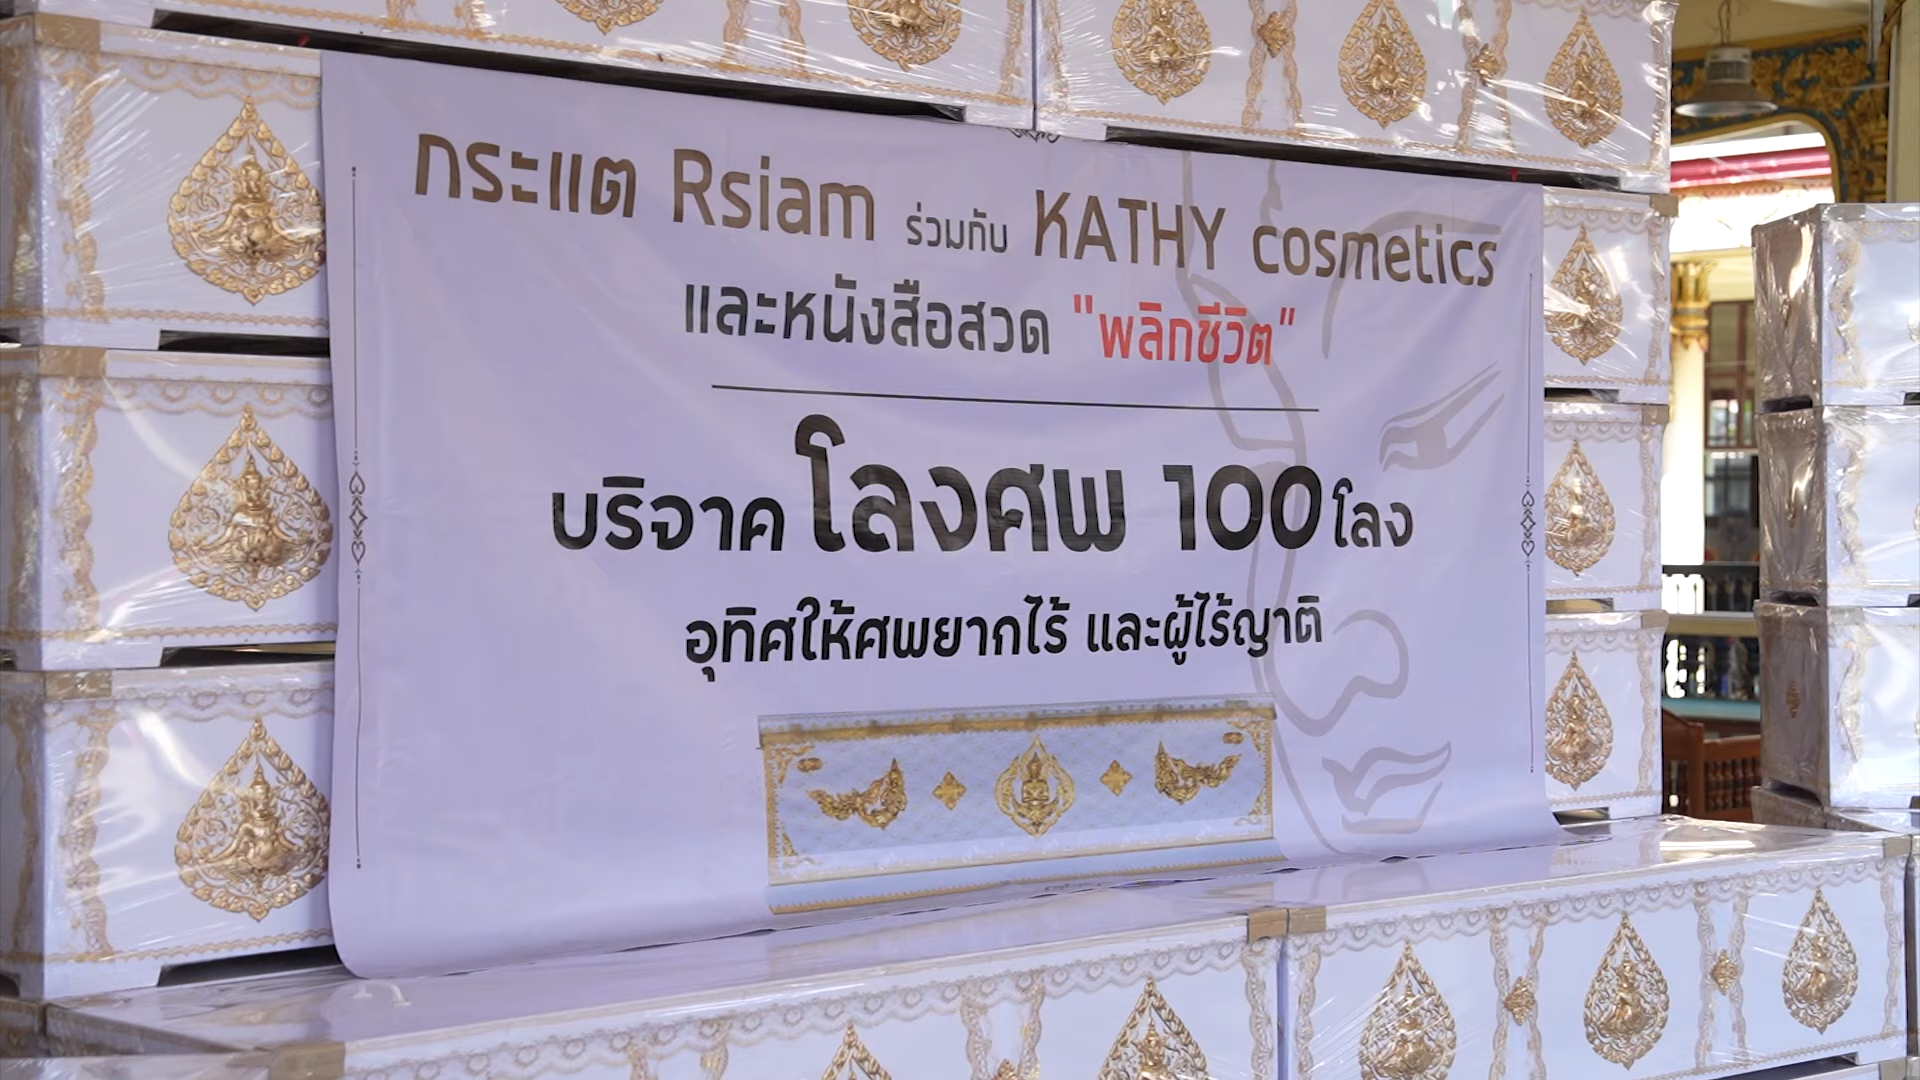 กระแต Rsiam ร่วมกับ KATHY cosmetics
และหนังสือสวด "พลิกชีวิต"
บริจาคโลงศพ 100 โลง
อุทิศให้ศพยากไร้ และผู้ไร้ญาติ